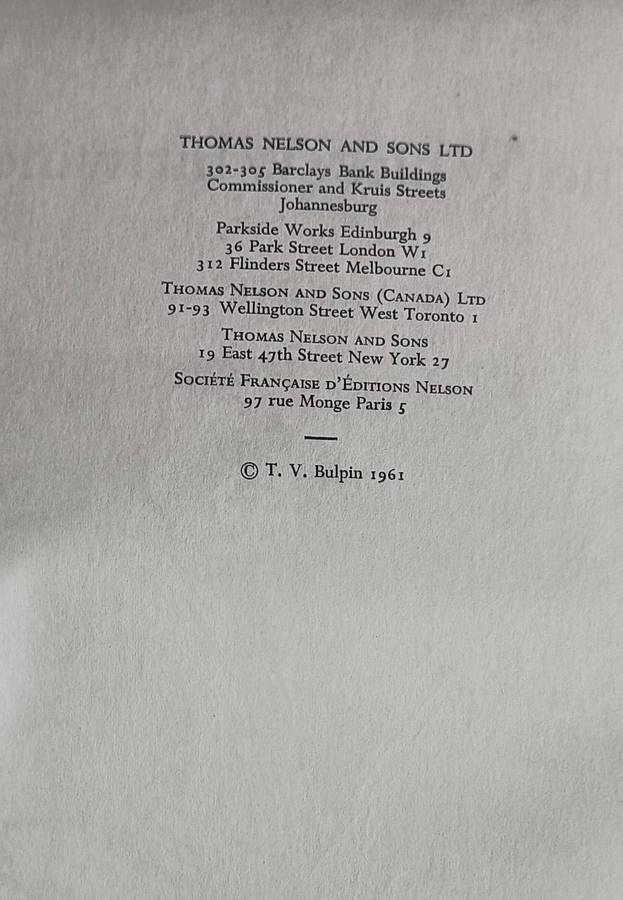 THOMAS NELSON AND SONS LTD
302-305 Barclays Bank Buildings
Commissioner and Kruis Streets
Johannesburg
Parkside Works Edinburgh 9
36 Park Street London W1
312 Flinders Street Melbourne C1
THOMAS NELSON AND SONS (CANADA) LTD
91-93 Wellington Street West Toronto 1
THOMAS NELSON AND SONS
19 East 47th Street New York 27
SOCIÉTÉ FRANÇAISE D'ÉDITIONS NELSON
97 rue Monge Paris 5
© T. V. Bulpin 1961